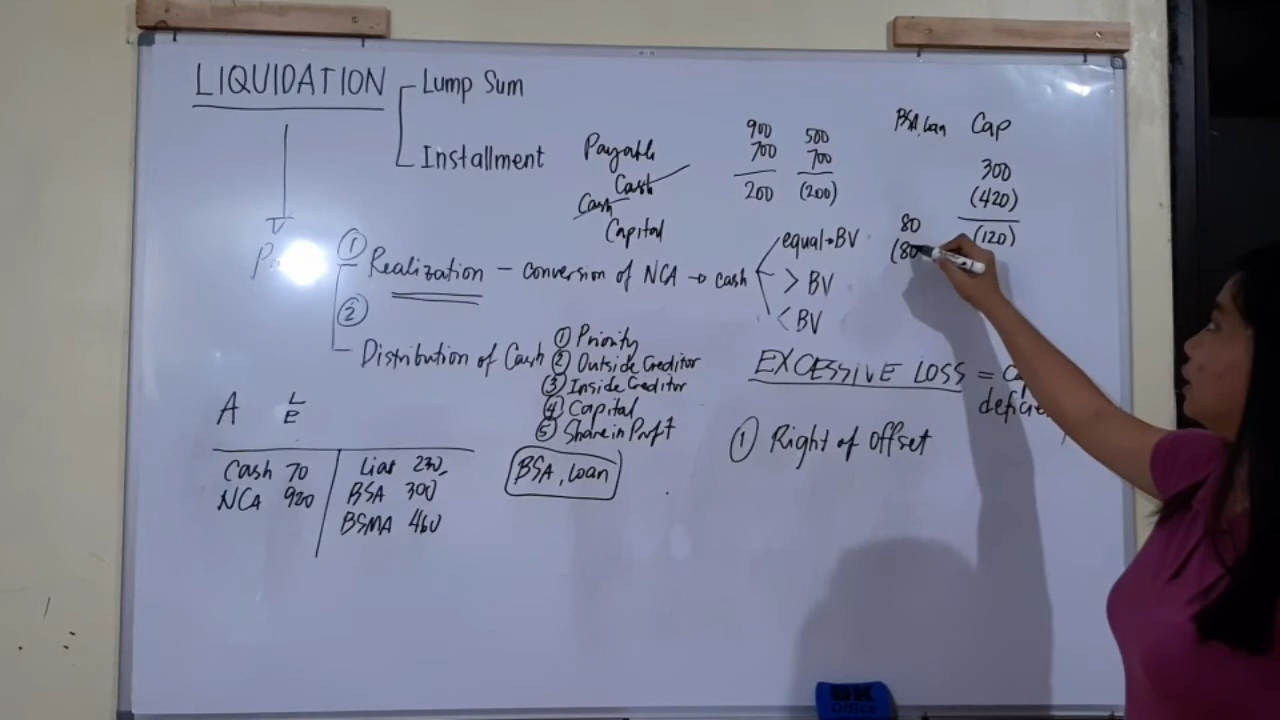 LIQUIDATION
Lump Sum
Installment
Payable
Cash
Cash
Capital
900
700
200
500
700
(200)
BSA, loan
Cap
300
(420)
(120)
80
(80
① Realization - conversion of NCA → cash
equal → BV
> BV
< BV
②
Distribution of Cash
① Priority
② Outside Creditor
③ Inside Creditor
④ Capital
⑤ Share in Profit
EXCESSIVE LOSS =
① Right of Offset
A
L
E
Cash 70
NCA 920
Liab 230
BSA 300
BSMA 460
BSA, loan
Office